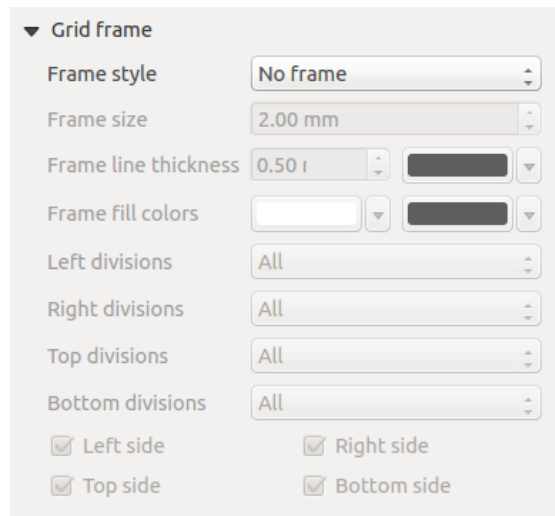 Grid frame
Frame style No frame
Frame size 2.00 mm
Frame line thickness 0.50
Frame fill colors
Left divisions All
Right divisions All
Top divisions All
Bottom divisions All
Left side Right side
Top side Bottom side